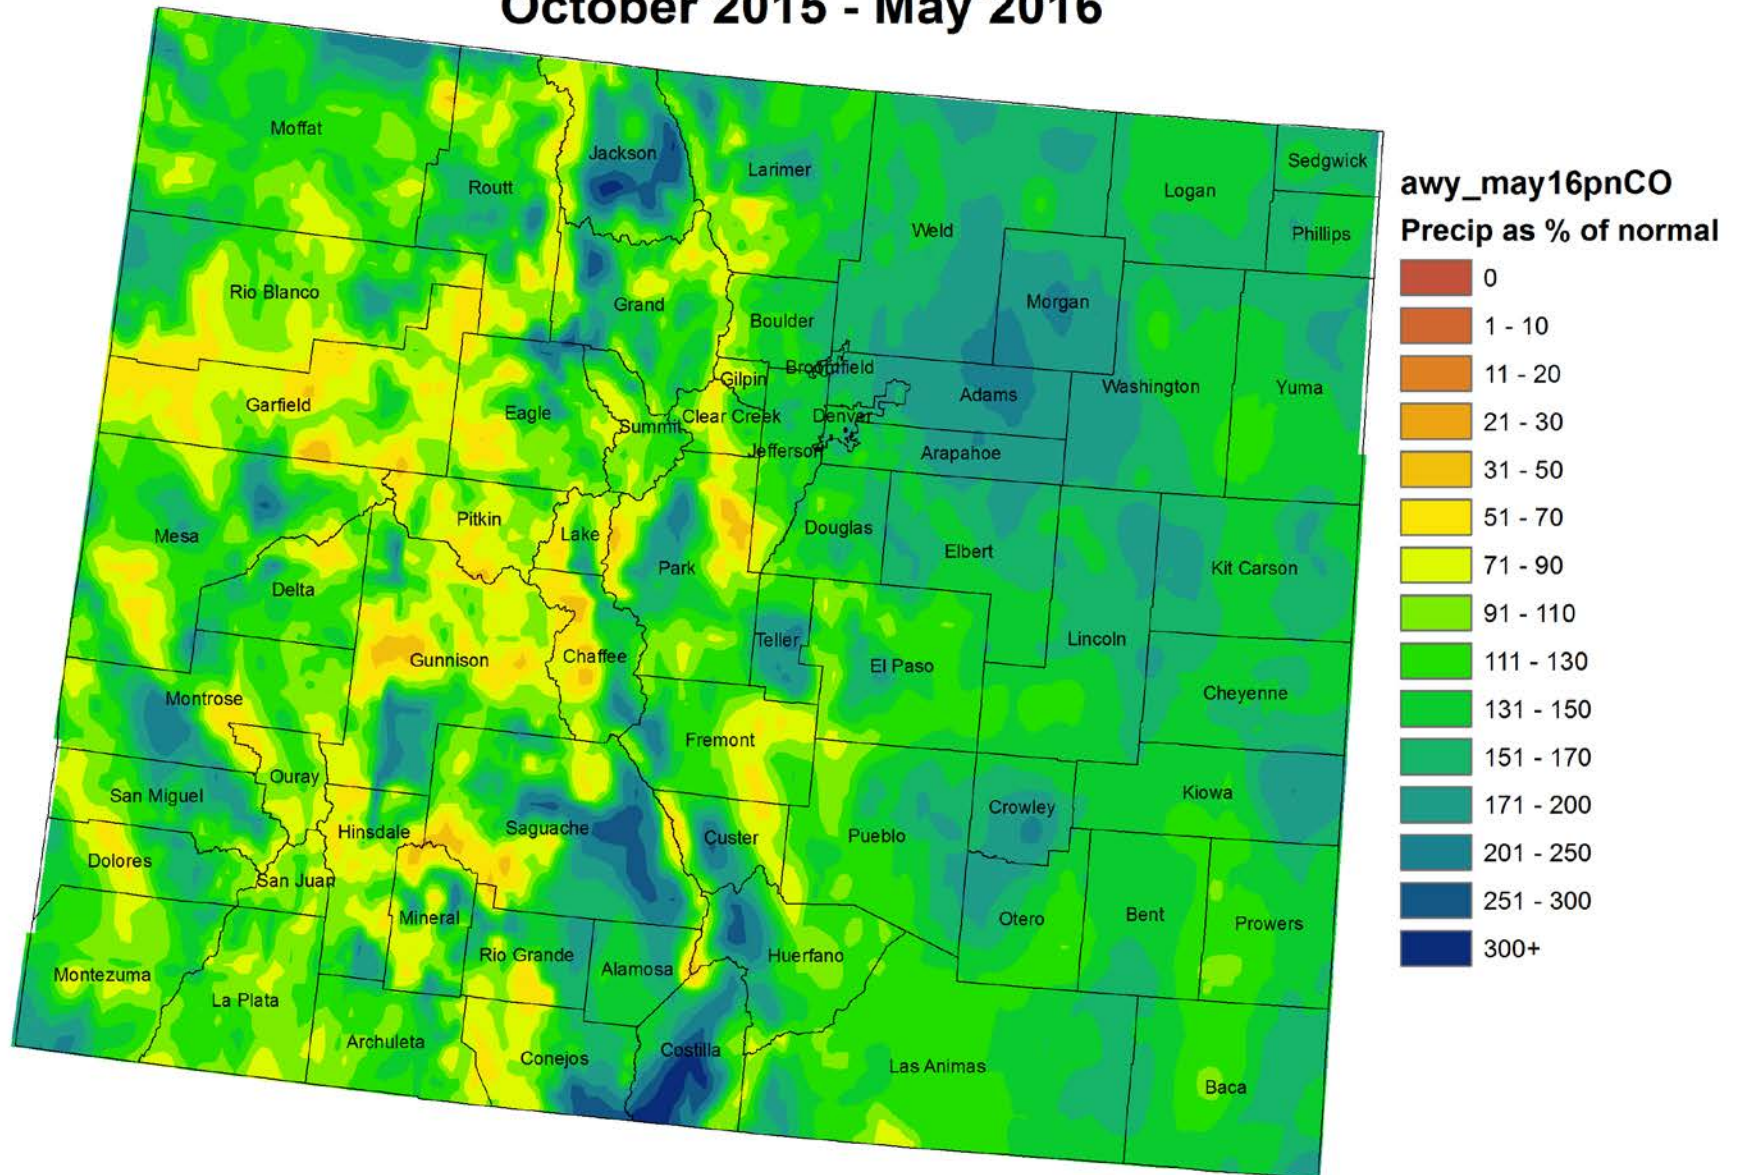 October 2015 - May 2016
Moffat
Routt
Jackson
Larimer
Weld
Logan
Sedgwick
Phillips
Rio Blanco
Grand
Boulder
Morgan
Broomfield
Gilpin
Garfield
Eagle
Summit
Clear Creek
Denver
Adams
Washington
Yuma
Jefferson
Arapahoe
Mesa
Pitkin
Lake
Park
Douglas
Elbert
Kit Carson
Delta
Gunnison
Chaffee
Teller
El Paso
Lincoln
Cheyenne
Montrose
Fremont
Ouray
San Miguel
Hinsdale
Saguache
Custer
Pueblo
Crowley
Kiowa
Dolores
San Juan
Mineral
Otero
Bent
Prowers
Montezuma
La Plata
Rio Grande
Alamosa
Huerfano
Archuleta
Conejos
Costilla
Las Animas
Baca
awy_may16pnCO
Precip as % of normal
0
1 - 10
11 - 20
21 - 30
31 - 50
51 - 70
71 - 90
91 - 110
111 - 130
131 - 150
151 - 170
171 - 200
201 - 250
251 - 300
300+